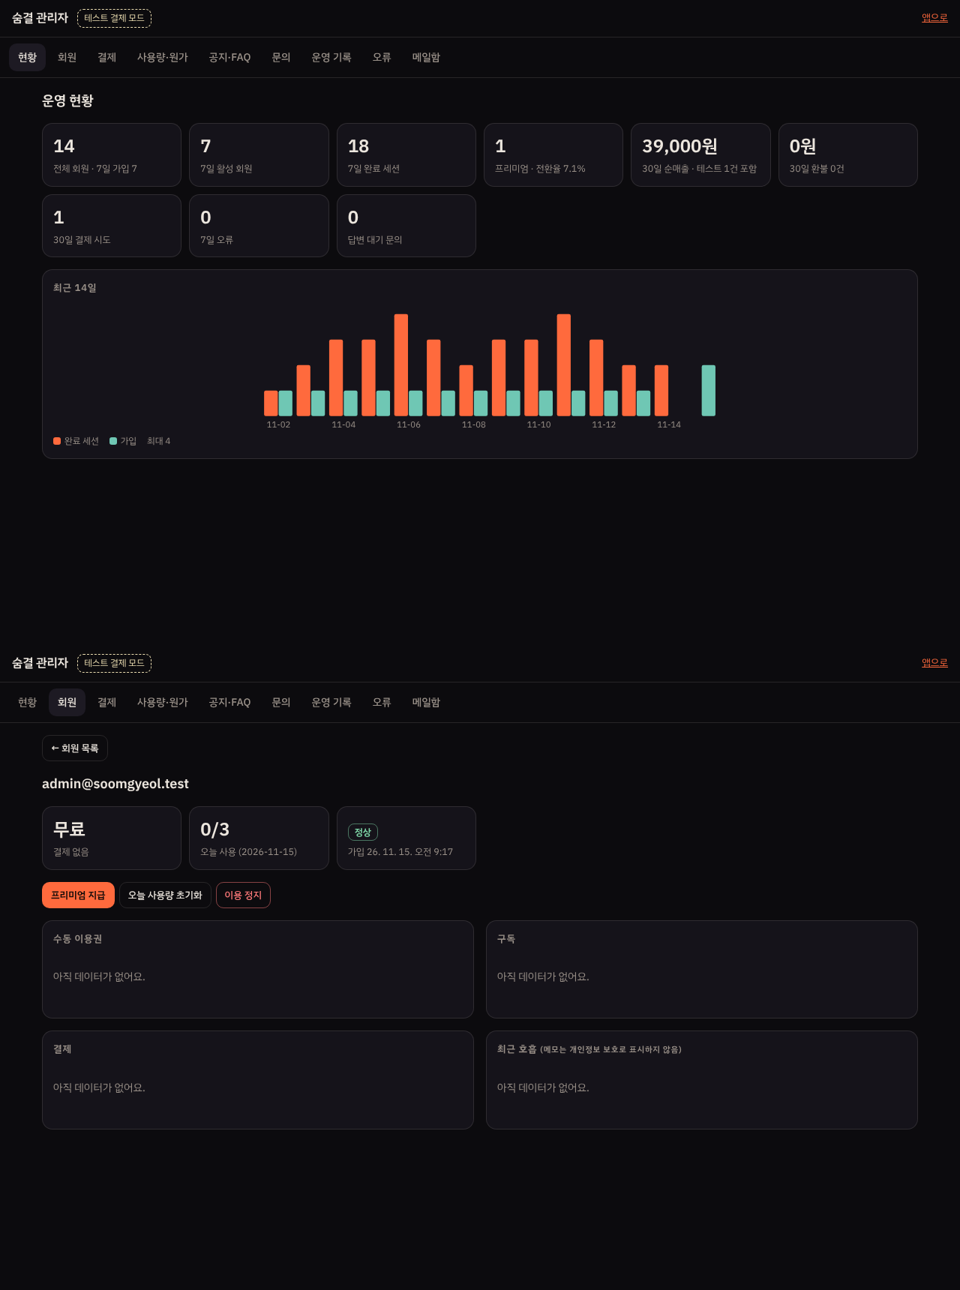 숨결 관리자 테스트 결제 모드 앱으로
현황 회원 결제 사용량·원가 공지·FAQ 문의 운영 기록 오류 메일함
운영 현황
14 7 18 1 39,000원 0원
전체 회원 · 7일 가입 7 7일 활성 회원 7일 완료 세션 프리미엄 · 전환율 7.1% 30일 순매출 · 테스트 1건 포함 30일 환불 0건
1 0 0
30일 결제 시도 7일 오류 답변 대기 문의
최근 14일
11-02 11-04 11-06 11-08 11-10 11-12 11-14
완료 세션 가입 최대 4
숨결 관리자 테스트 결제 모드 앱으로
현황 회원 결제 사용량·원가 공지·FAQ 문의 운영 기록 오류 메일함
← 회원 목록
admin@soomgyeol.test
무료 0/3 정상
결제 없음 오늘 사용 (2026-11-15) 가입 26. 11. 15. 오전 9:17
프리미엄 지급 오늘 사용량 초기화 이용 정지
수동 이용권 구독
아직 데이터가 없어요. 아직 데이터가 없어요.
결제 최근 호흡 (메모는 개인정보 보호로 표시하지 않음)
아직 데이터가 없어요. 아직 데이터가 없어요.